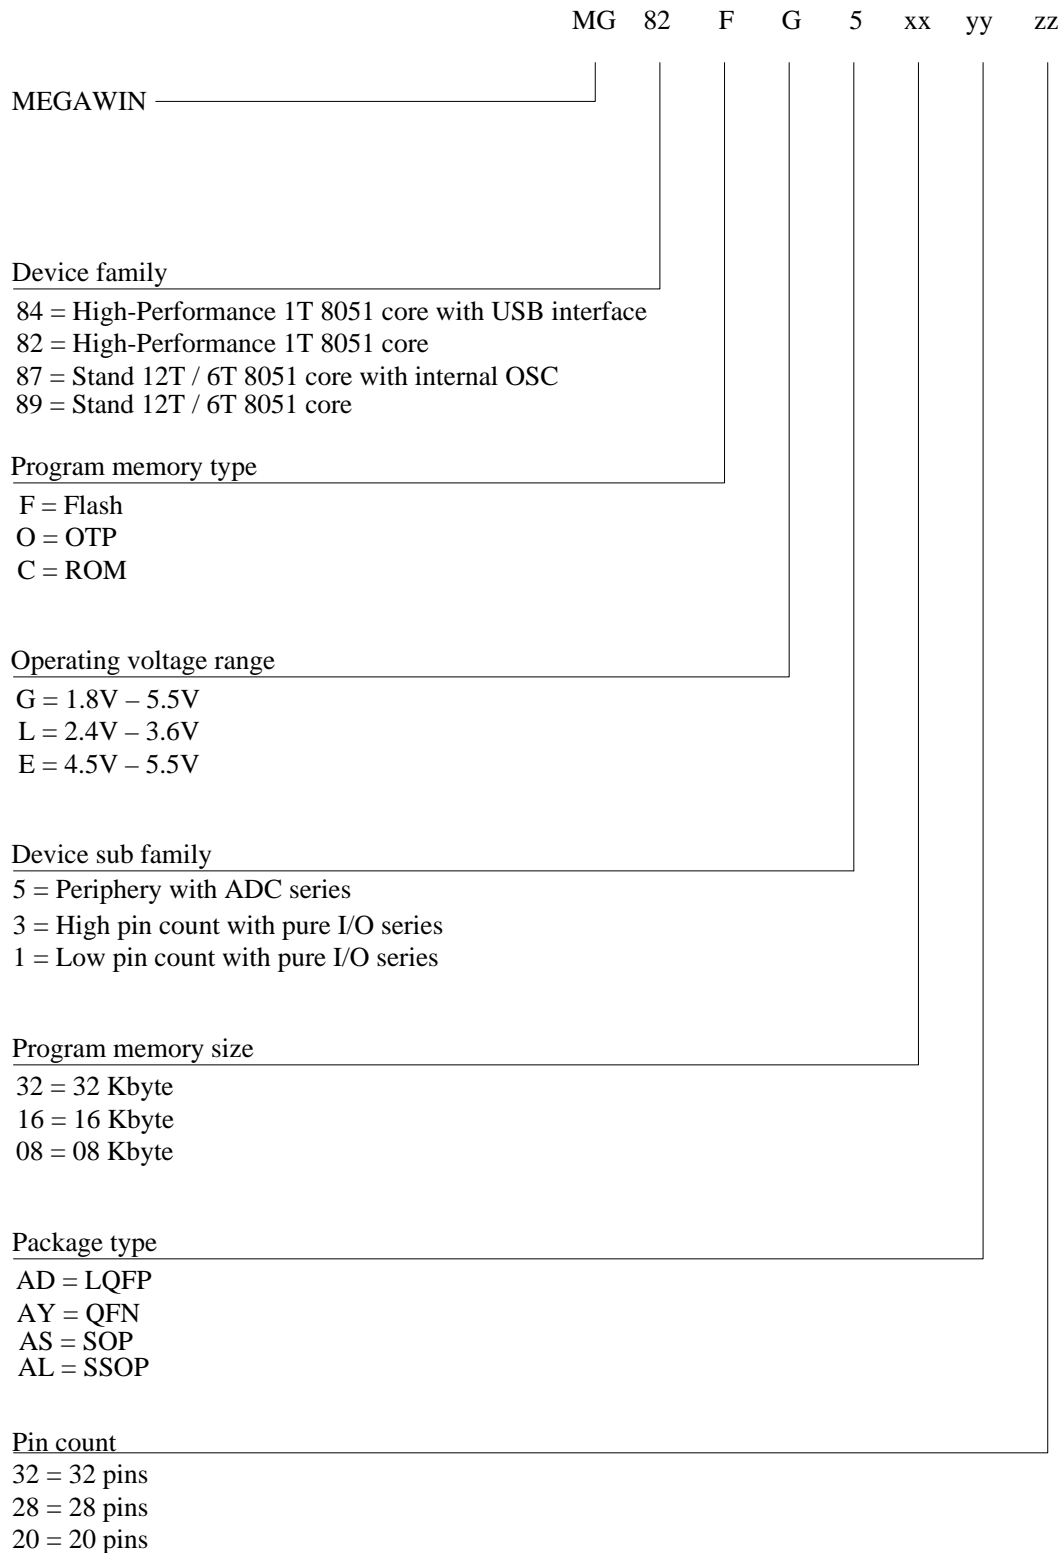 MG 82 F G 5 xx yy zz
MEGAWIN
Device family
84 = High-Performance 1T 8051 core with USB interface
82 = High-Performance 1T 8051 core
87 = Stand 12T / 6T 8051 core with internal OSC
89 = Stand 12T / 6T 8051 core
Program memory type
F = Flash
O = OTP
C = ROM
Operating voltage range
G = 1.8V – 5.5V
L = 2.4V – 3.6V
E = 4.5V – 5.5V
Device sub family
5 = Periphery with ADC series
3 = High pin count with pure I/O series
1 = Low pin count with pure I/O series
Program memory size
32 = 32 Kbyte
16 = 16 Kbyte
08 = 08 Kbyte
Package type
AD = LQFP
AY = QFN
AS = SOP
AL = SSOP
Pin count
32 = 32 pins
28 = 28 pins
20 = 20 pins